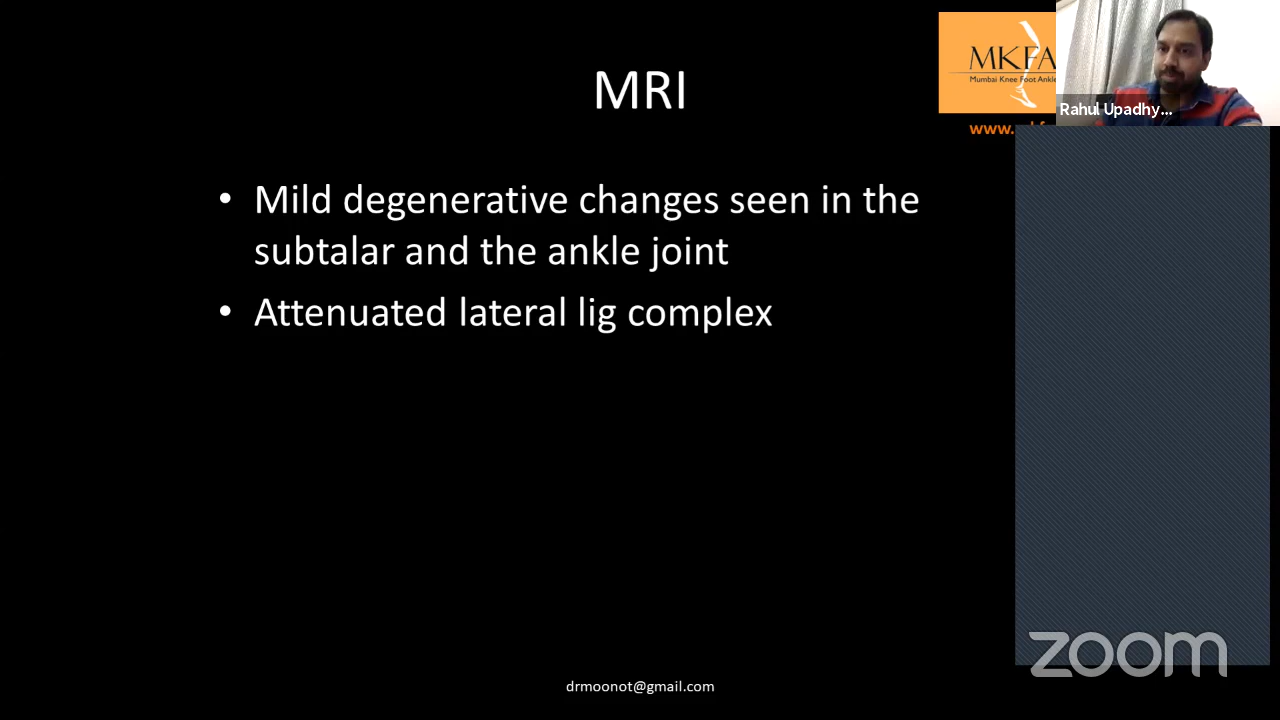 MRI
MKFA
Mumbai Knee Foot Ankle
www.
Rahul Upadhy...
• Mild degenerative changes seen in the
subtalar and the ankle joint
• Attenuated lateral lig complex
zoom
drmoonot@gmail.com